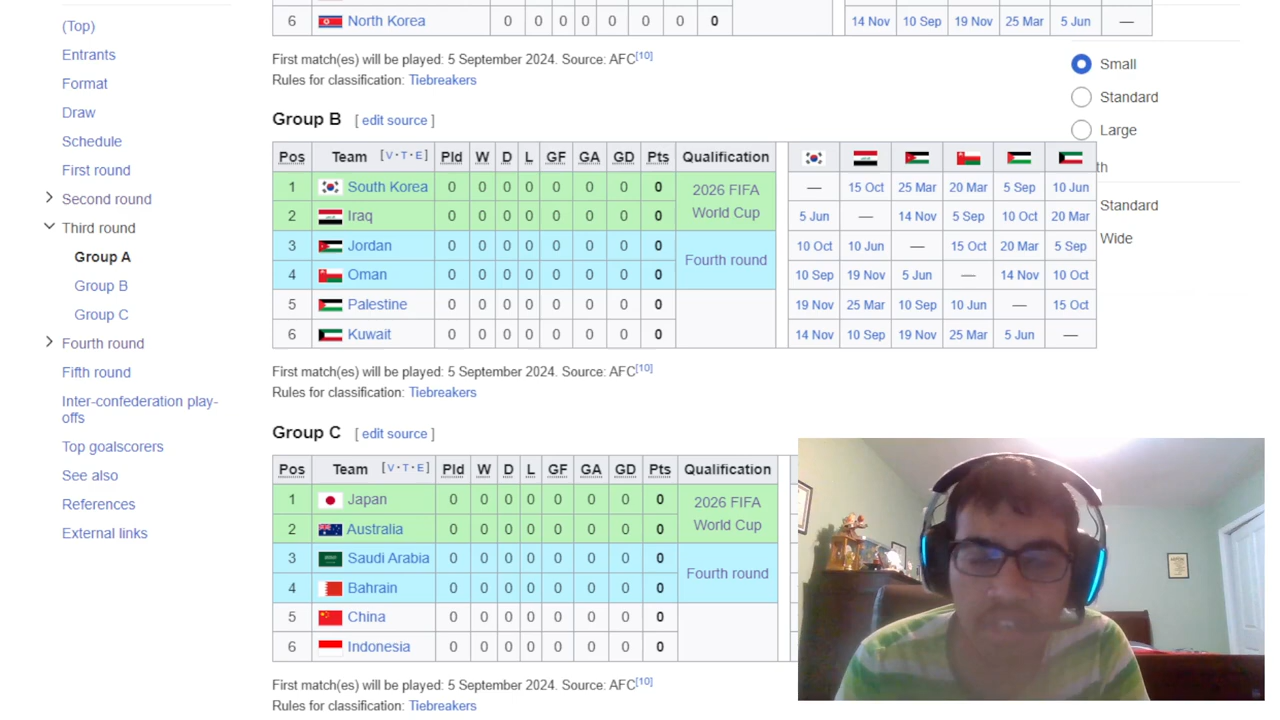 (Top)
Entrants
Format
Draw
Schedule
First round
Second round
Third round
Group A
Group B
Group C
Fourth round
Fifth round
Inter-confederation play-
offs
Top goalscorers
See also
References
External links
6 North Korea 0 0 0 0 0 0 0 0 14 Nov 10 Sep 19 Nov 25 Mar 5 Jun —
First match(es) will be played: 5 September 2024. Source: AFC[10]
Rules for classification: Tiebreakers
Group B [ edit source ]
Pos Team [V·T·E] Pld W D L GF GA GD Pts Qualification
1 South Korea 0 0 0 0 0 0 0 0 2026 FIFA World Cup — 15 Oct 25 Mar 20 Mar 5 Sep 10 Jun
2 Iraq 0 0 0 0 0 0 0 0 5 Jun — 14 Nov 5 Sep 10 Oct 20 Mar
3 Jordan 0 0 0 0 0 0 0 0 Fourth round 10 Oct 10 Jun — 15 Oct 20 Mar 5 Sep
4 Oman 0 0 0 0 0 0 0 0 10 Sep 19 Nov 5 Jun — 14 Nov 10 Oct
5 Palestine 0 0 0 0 0 0 0 0 19 Nov 25 Mar 10 Sep 10 Jun — 15 Oct
6 Kuwait 0 0 0 0 0 0 0 0 14 Nov 10 Sep 19 Nov 25 Mar 5 Jun —
First match(es) will be played: 5 September 2024. Source: AFC[10]
Rules for classification: Tiebreakers
Group C [ edit source ]
Pos Team [V·T·E] Pld W D L GF GA GD Pts Qualification
1 Japan 0 0 0 0 0 0 0 0 2026 FIFA World Cup
2 Australia 0 0 0 0 0 0 0 0
3 Saudi Arabia 0 0 0 0 0 0 0 0 Fourth round
4 Bahrain 0 0 0 0 0 0 0 0
5 China 0 0 0 0 0 0 0 0
6 Indonesia 0 0 0 0 0 0 0 0
First match(es) will be played: 5 September 2024. Source: AFC[10]
Rules for classification: Tiebreakers
Small
Standard
Large
th
Standard
Wide